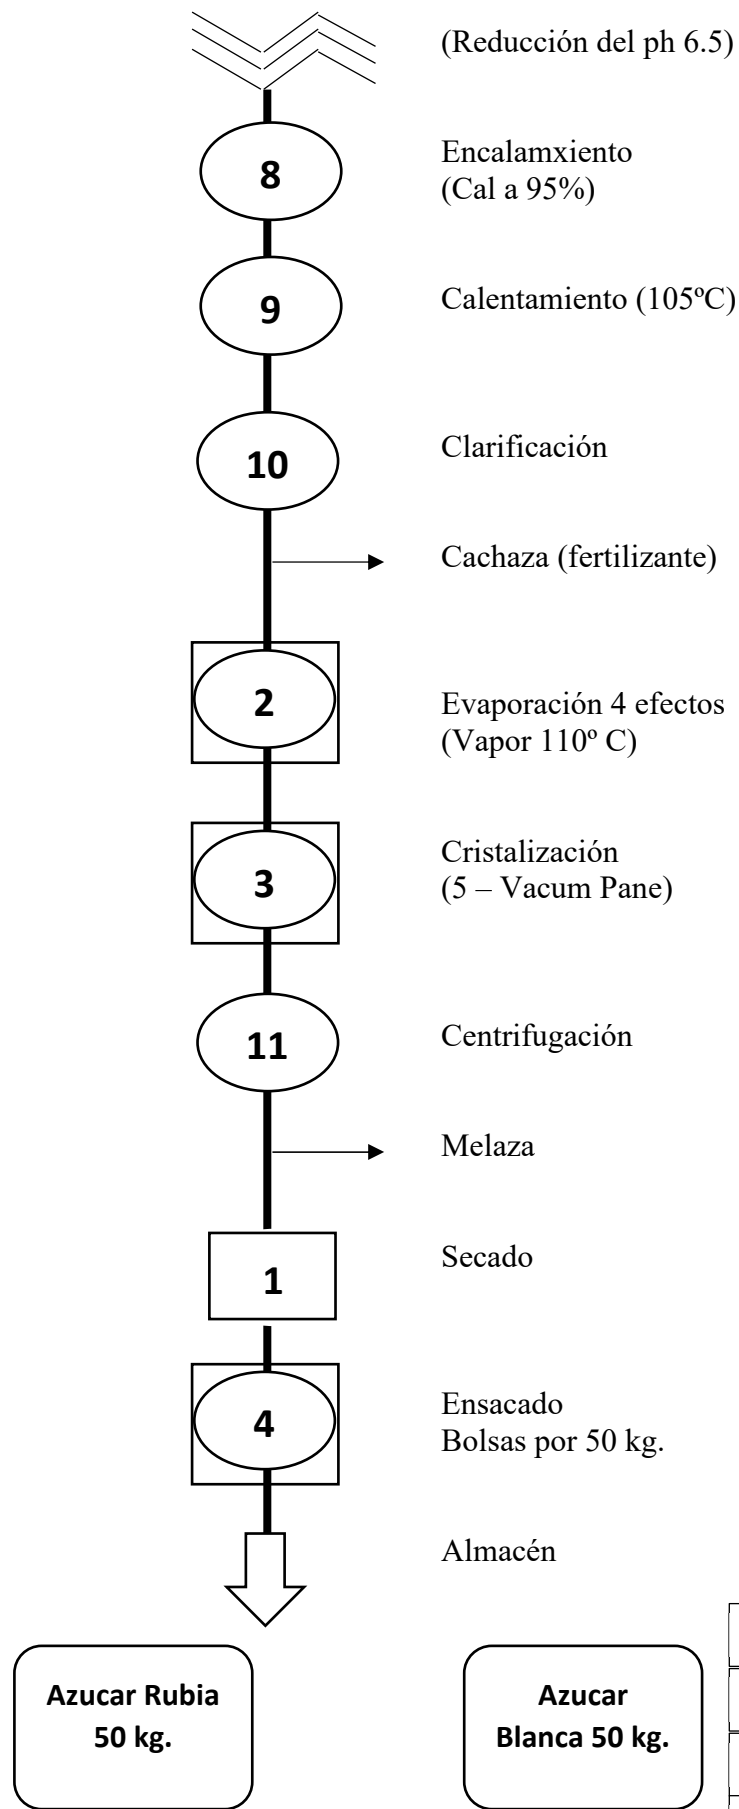 (Reducción del ph 6.5)
8
Encalamxiento
(Cal a 95%)
9
Calentamiento (105ºC)
10
Clarificación
Cachaza (fertilizante)
2
Evaporación 4 efectos
(Vapor 110º C)
3
Cristalización
(5 – Vacum Pane)
11
Centrifugación
Melaza
1
Secado
4
Ensacado
Bolsas por 50 kg.
Almacén
Azucar Rubia
50 kg.
Azucar
Blanca 50 kg.